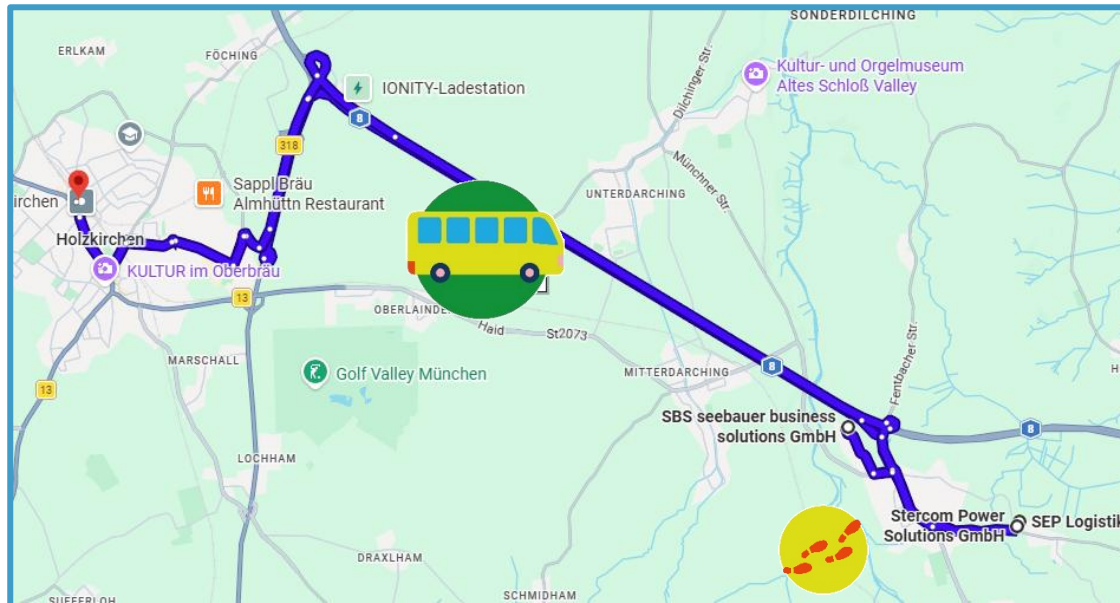 SONDERDILCHING
ERLKAM
FÖCHING
Kultur- und Orgelmuseum
Altes Schloß Valley
Dilchinger Str.
IONITY-Ladestation
8
318
Münchner Str.
kirchen
Sappl Bräu
Almhüttn Restaurant
UNTERDARCHING
Holzkirchen
KULTUR im Oberbräu
13
OBERLAINDE
Haid
St2073
MARSCHALL
Golf Valley München
13
MITTERDARCHING
8
Fentbacher Str.
SBS seebauer business
solutions GmbH
8
LOCHHAM
Stercom Power
Solutions GmbH
SEP Logistik
DRAXLHAM
SCHMIDHAM
SUFFERLOH